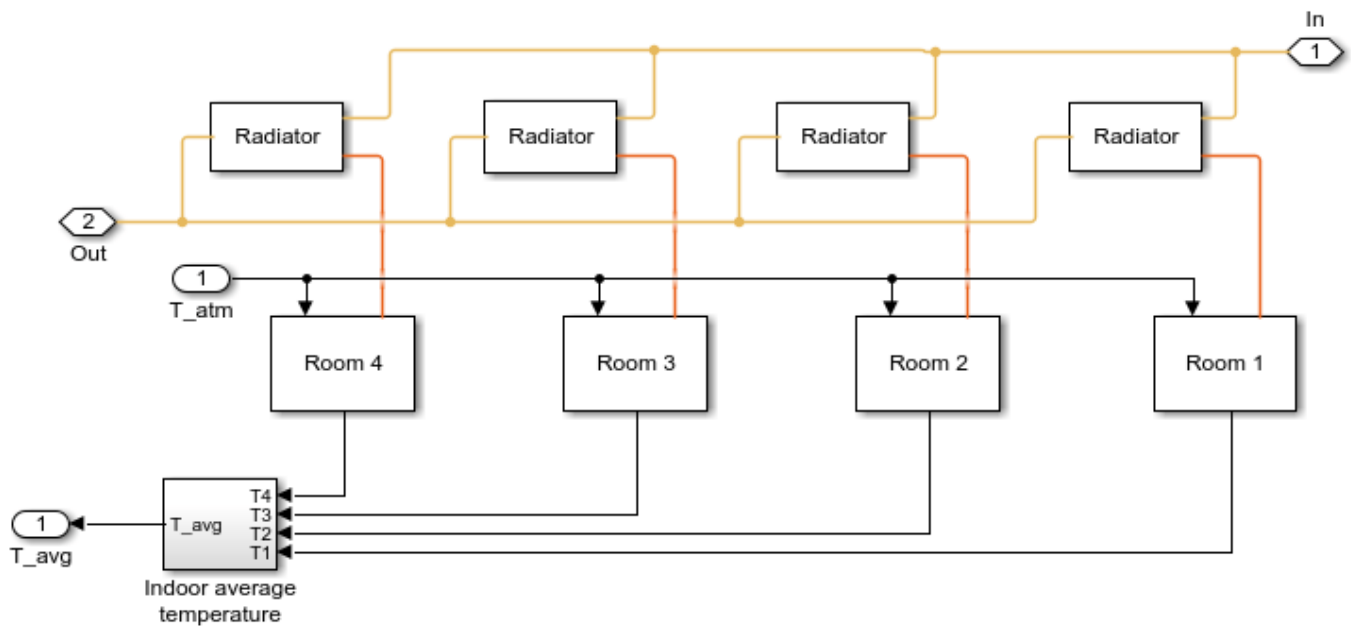 In
1
Radiator
Radiator
Radiator
Radiator
2
Out
1
T_atm
Room 4
Room 3
Room 2
Room 1
T4
T3
T2
T1
T_avg
1
T_avg
Indoor average
temperature